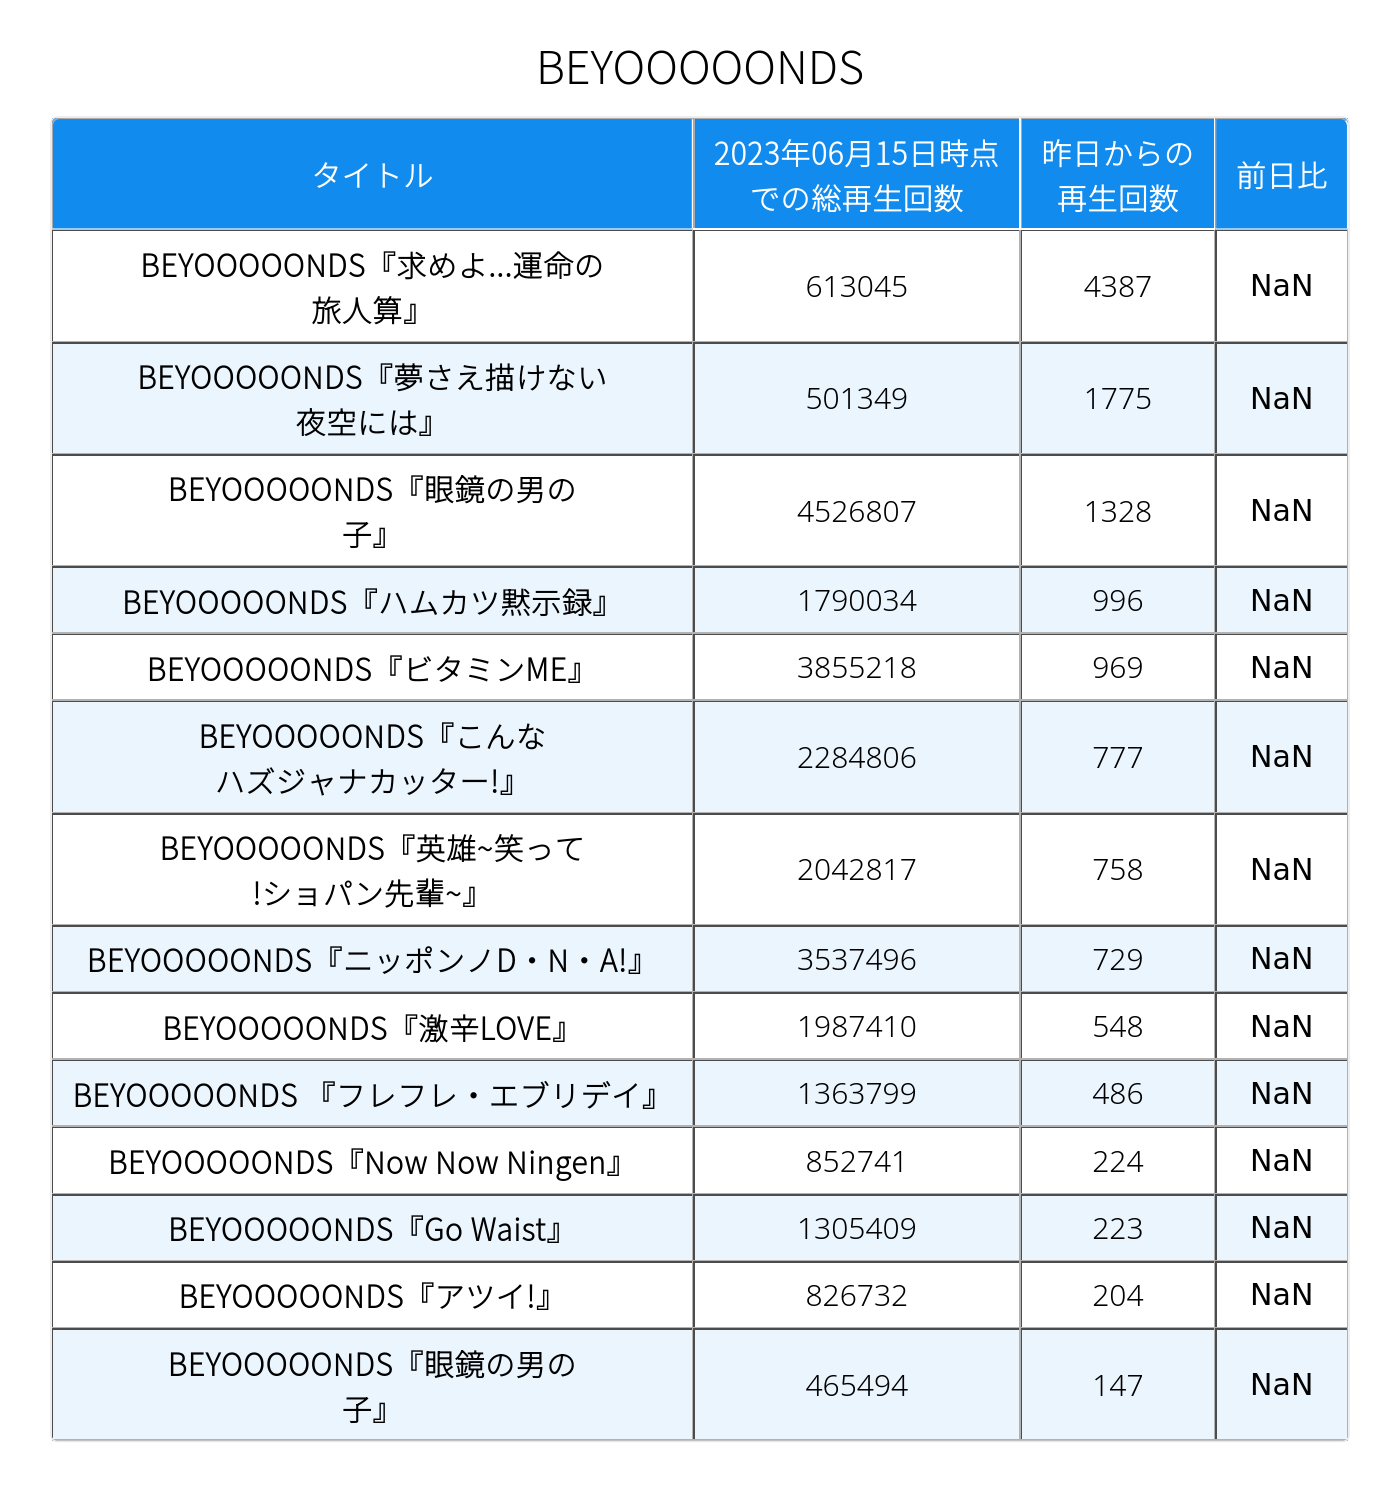 BEYOOOOONDS
タイトル
2023年06月15日時点
での総再生回数
昨日からの
再生回数
前日比
BEYOOOOONDS『求めよ...運命の
旅人算』
613045
4387
NaN
BEYOOOOONDS『夢さえ描けない
夜空には』
501349
1775
NaN
BEYOOOOONDS『眼鏡の男の
子』
4526807
1328
NaN
BEYOOOOONDS『ハムカツ黙示録』
1790034
996
NaN
BEYOOOOONDS『ビタミンME』
3855218
969
NaN
BEYOOOOONDS『こんな
ハズジャナカッター!』
2284806
777
NaN
BEYOOOOONDS『英雄~笑って
!ショパン先輩~』
2042817
758
NaN
BEYOOOOONDS『ニッポンノD・N・A!』
3537496
729
NaN
BEYOOOOONDS『激辛LOVE』
1987410
548
NaN
BEYOOOOONDS 『フレフレ・エブリデイ』
1363799
486
NaN
BEYOOOOONDS『Now Now Ningen』
852741
224
NaN
BEYOOOOONDS『Go Waist』
1305409
223
NaN
BEYOOOOONDS『アツイ!』
826732
204
NaN
BEYOOOOONDS『眼鏡の男の
子』
465494
147
NaN